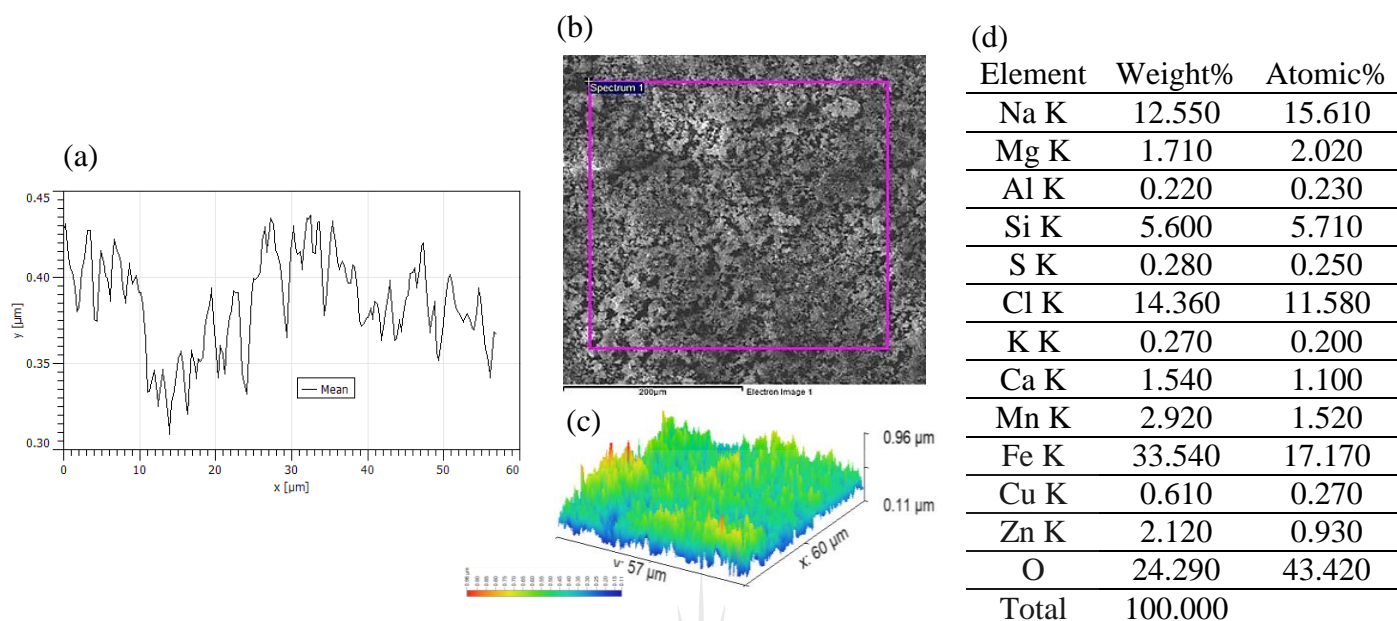 (a)
0.45
0.40
0.35
0.30
y [µm]
Mean
0 10 20 30 40 50 60
x [µm]
(b)
Spectrum 1
200µm Electron Image 1
(c)
0.96 µm
0.11 µm
x: 60 µm
y: 57 µm
(d)
Element Weight% Atomic%
Na K 12.550 15.610
Mg K 1.710 2.020
Al K 0.220 0.230
Si K 5.600 5.710
S K 0.280 0.250
Cl K 14.360 11.580
K K 0.270 0.200
Ca K 1.540 1.100
Mn K 2.920 1.520
Fe K 33.540 17.170
Cu K 0.610 0.270
Zn K 2.120 0.930
O 24.290 43.420
Total 100.000